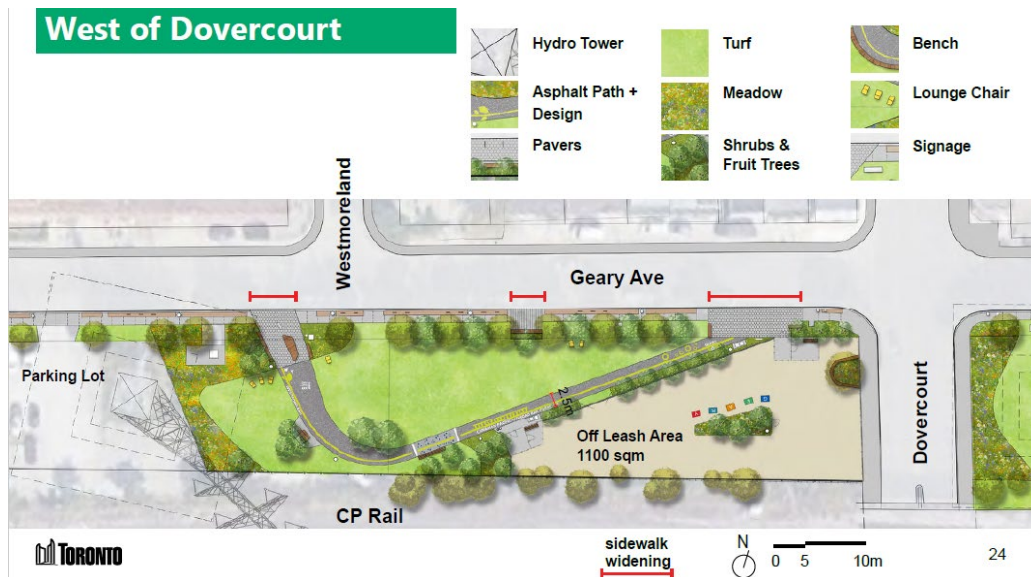 West of Dovercourt
Hydro Tower
Turf
Bench
Asphalt Path +
Design
Meadow
Lounge Chair
Pavers
Shrubs &
Fruit Trees
Signage
Westmoreland
Geary Ave
Parking Lot
2.5m
Off Leash Area
1100 sqm
Dovercourt
CP Rail
TORONTO
sidewalk
widening
N
0 5 10m
24